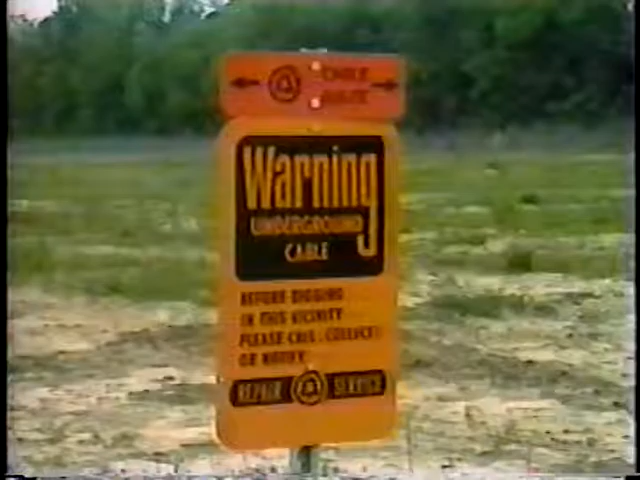 CABLE
ROUTE
Warning
UNDERGROUND
CABLE
BEFORE DIGGING
IN THIS VICINITY
PLEASE CALL (COLLECT)
OR NOTIFY
REPAIR SERVICE